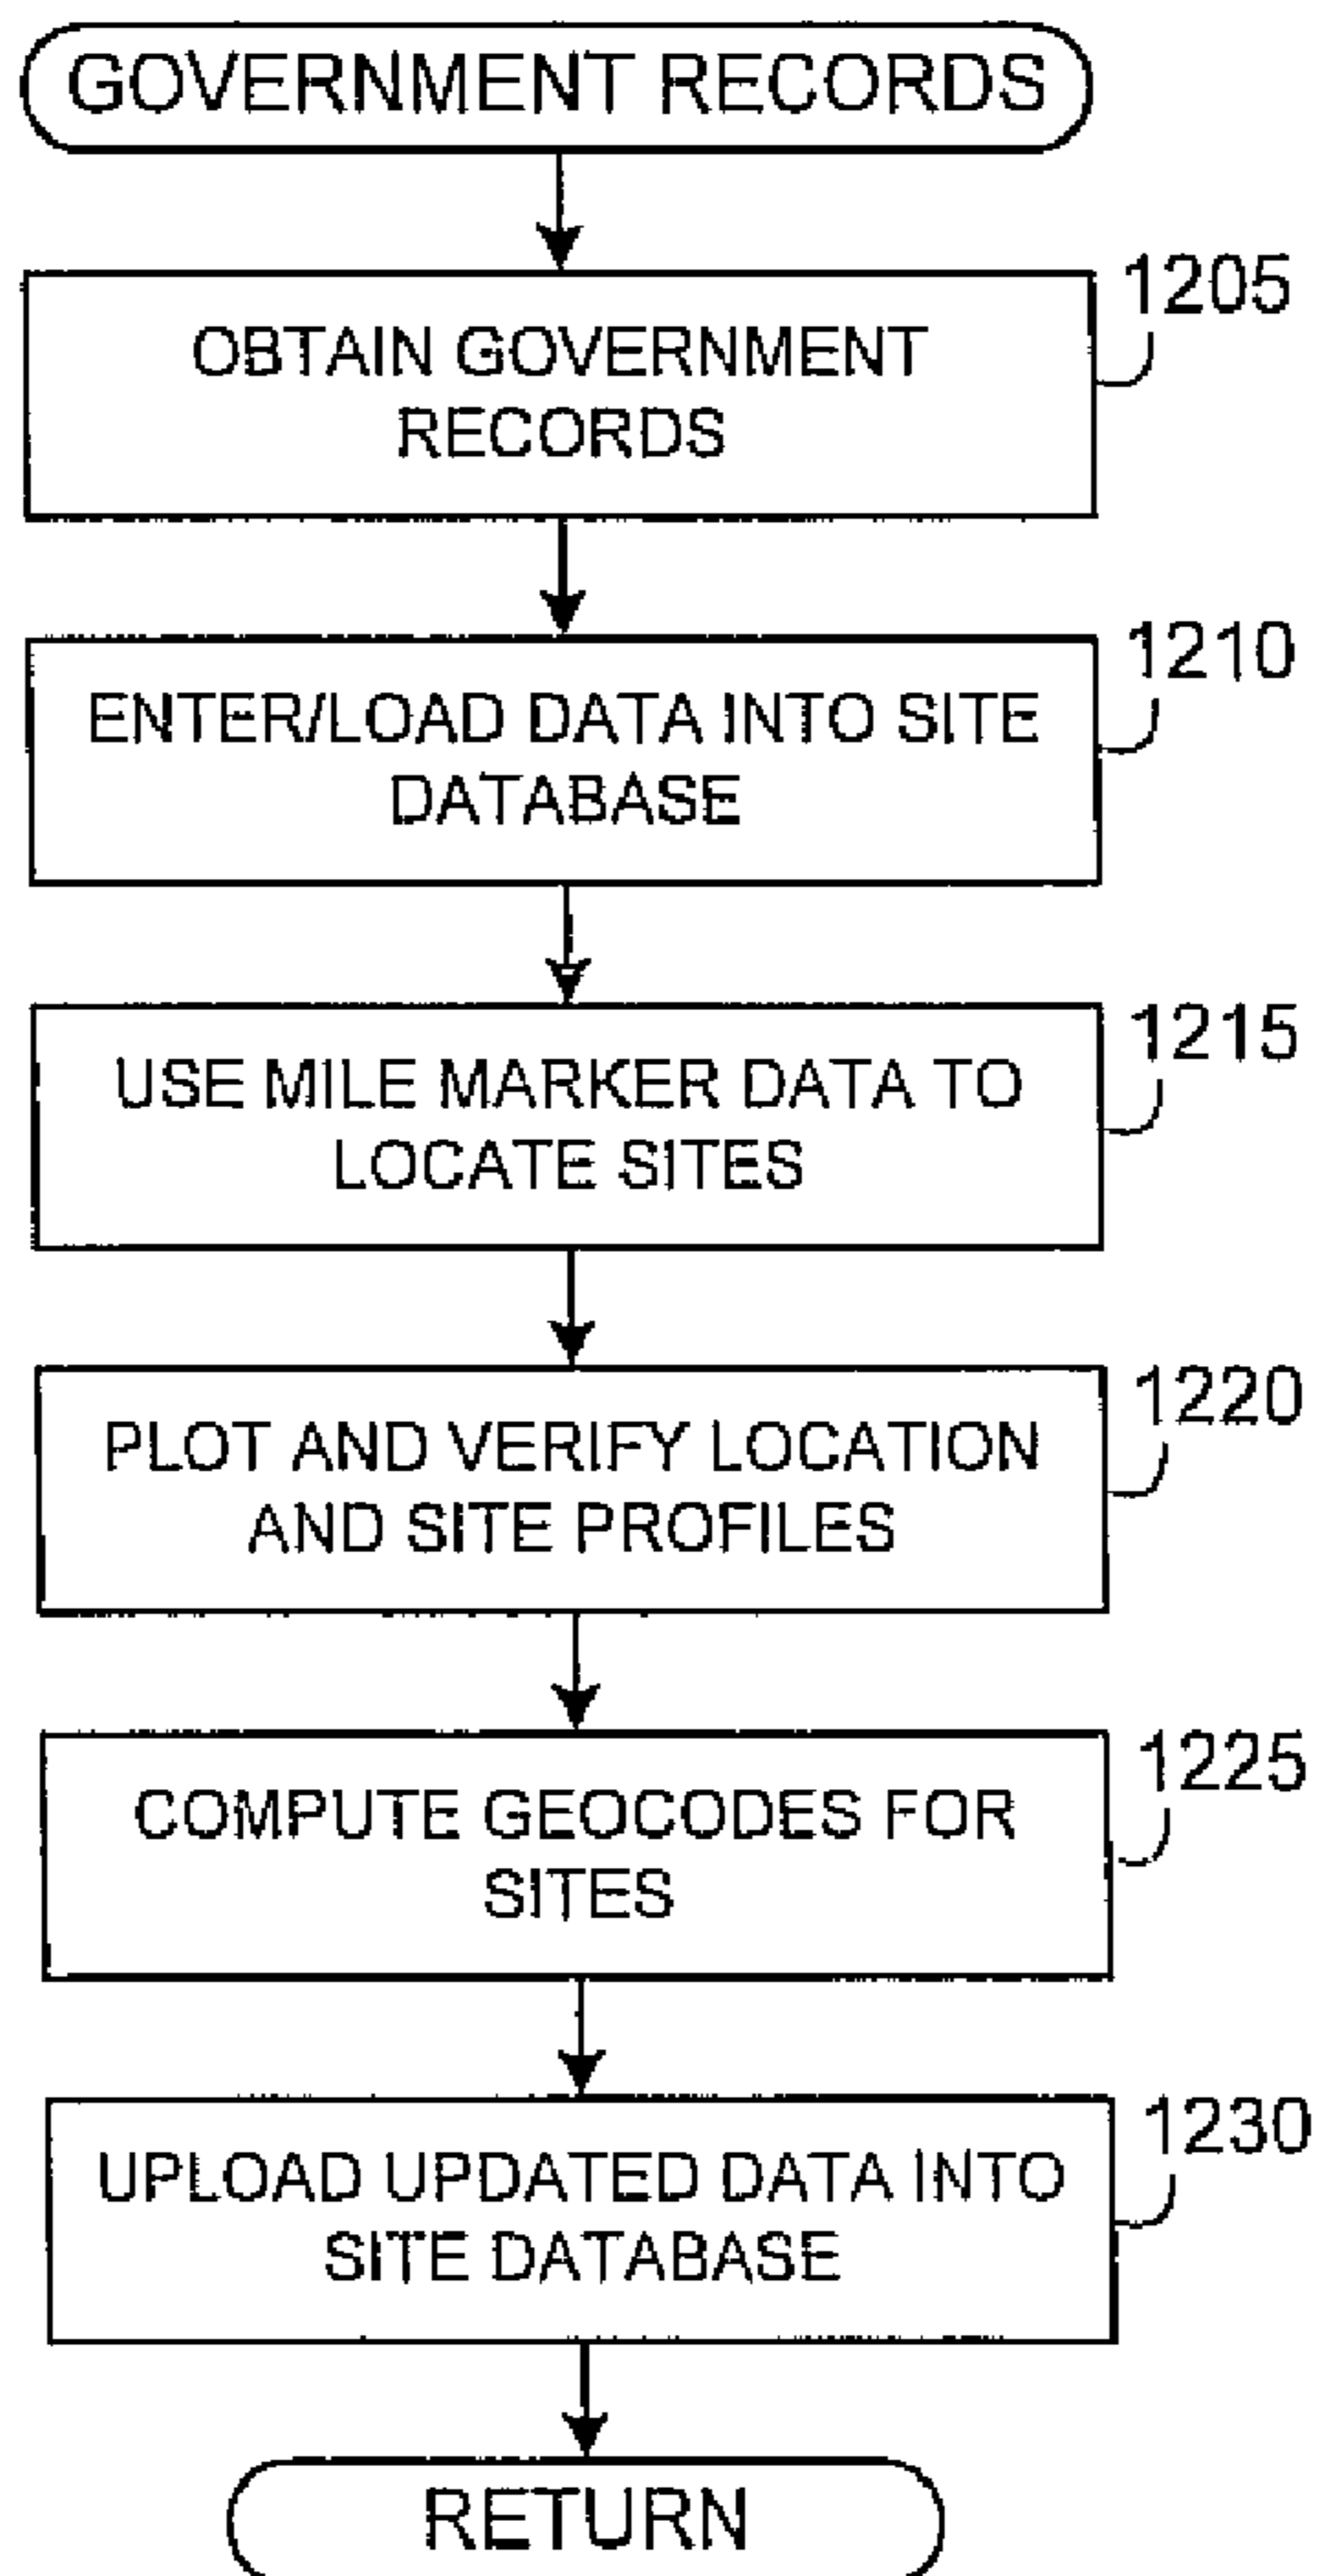 GOVERNMENT RECORDS
1205
OBTAIN GOVERNMENT
RECORDS
1210
ENTER/LOAD DATA INTO SITE
DATABASE
1215
USE MILE MARKER DATA TO
LOCATE SITES
1220
PLOT AND VERIFY LOCATION
AND SITE PROFILES
1225
COMPUTE GEOCODES FOR
SITES
1230
UPLOAD UPDATED DATA INTO
SITE DATABASE
RETURN